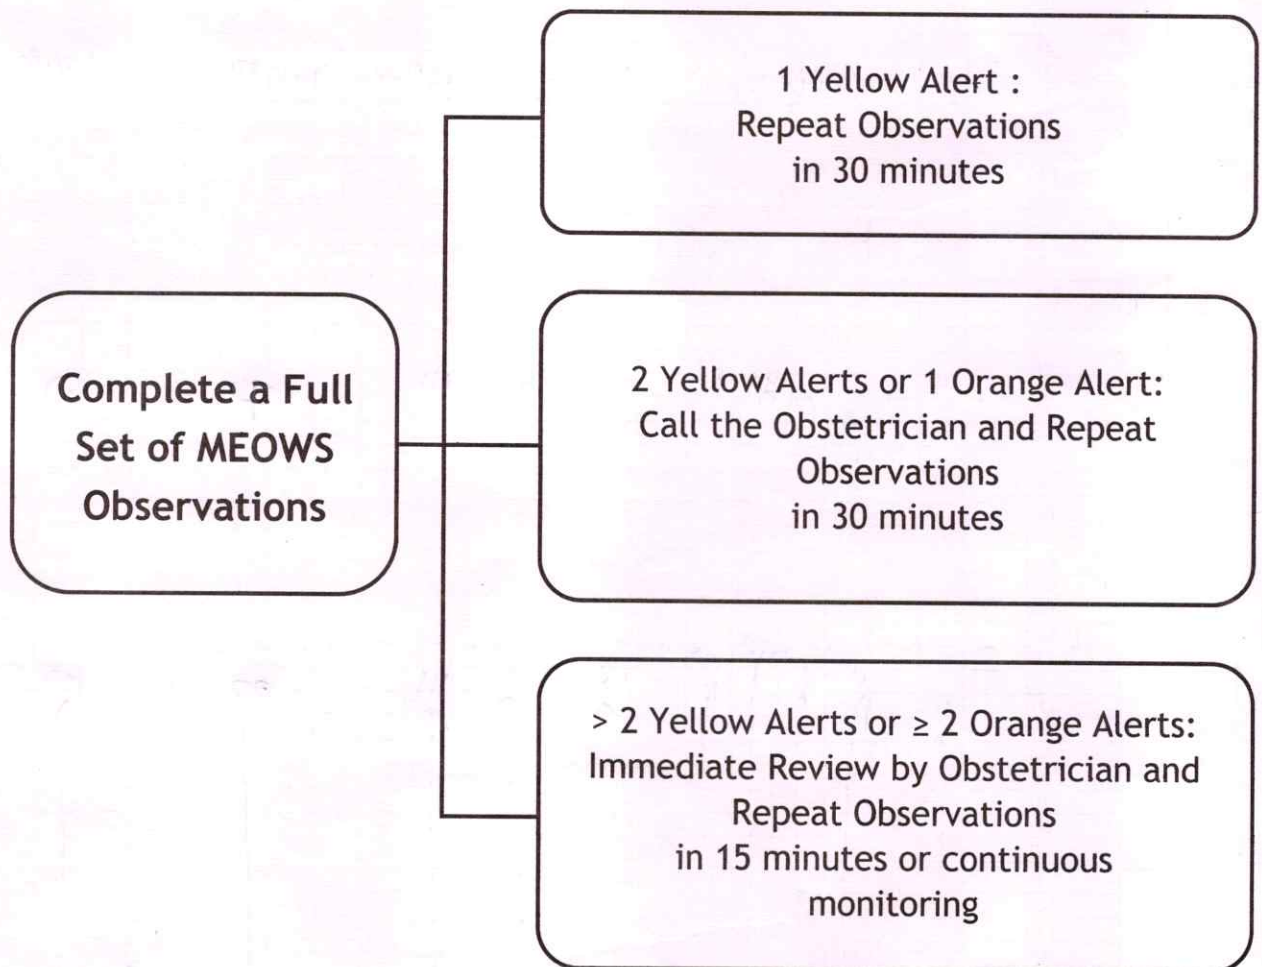 1 Yellow Alert :
Repeat Observations
in 30 minutes
Complete a Full
Set of MEOWS
Observations
2 Yellow Alerts or 1 Orange Alert:
Call the Obstetrician and Repeat
Observations
in 30 minutes
> 2 Yellow Alerts or ≥ 2 Orange Alerts:
Immediate Review by Obstetrician and
Repeat Observations
in 15 minutes or continuous
monitoring